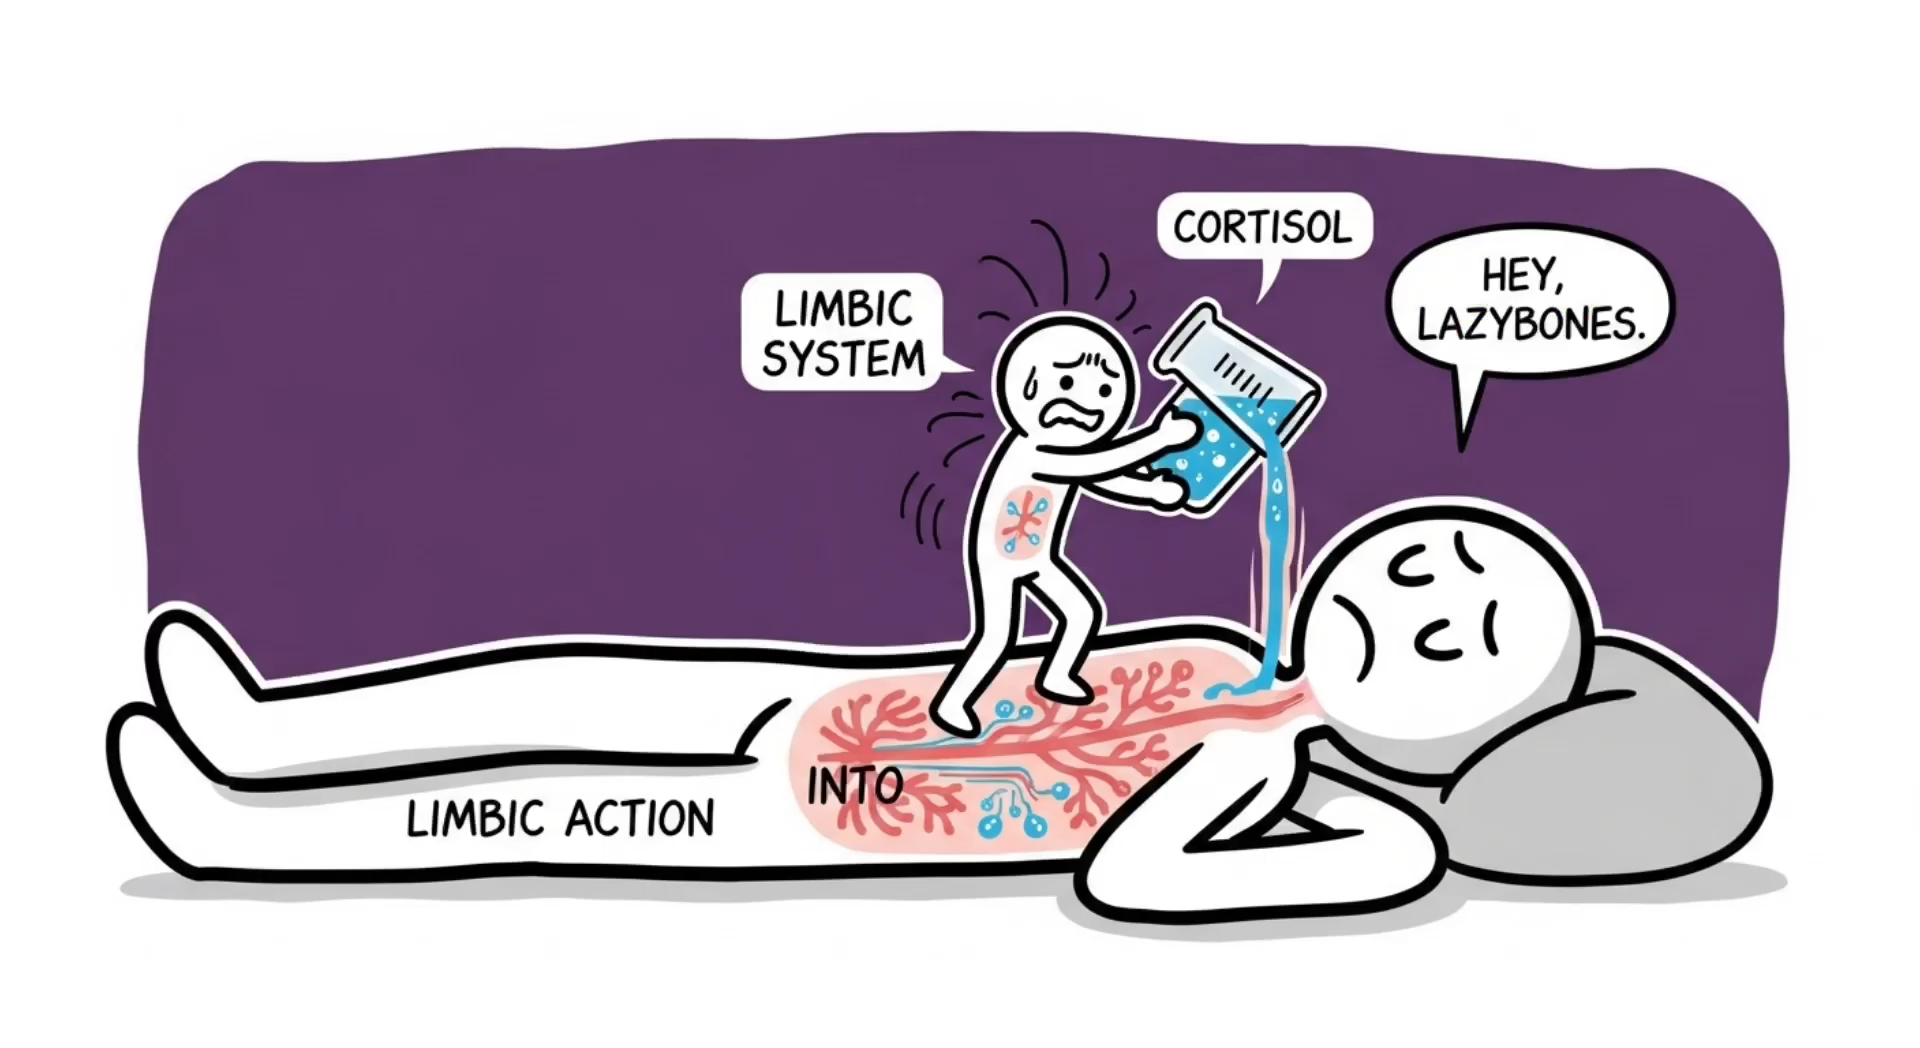 CORTISOL
HEY,
LAZYBONES.
LIMBIC
SYSTEM
INTO
LIMBIC ACTION